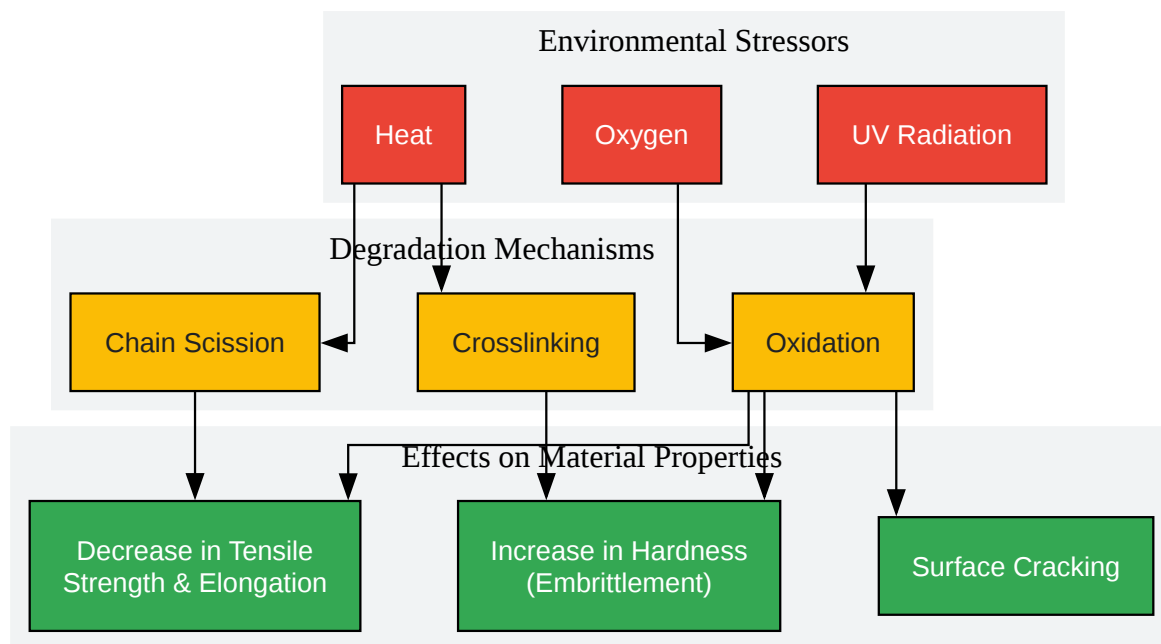 Environmental Stressors
Heat
Oxygen
UV Radiation
Degradation Mechanisms
Chain Scission
Crosslinking
Oxidation
Effects on Material Properties
Decrease in Tensile
Strength & Elongation
Increase in Hardness
(Embrittlement)
Surface Cracking